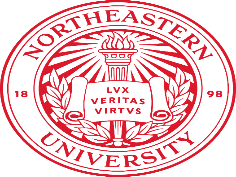 NORTHEASTERN
18 98
LVX
VERITAS
VIRTVS
UNIVERSITY